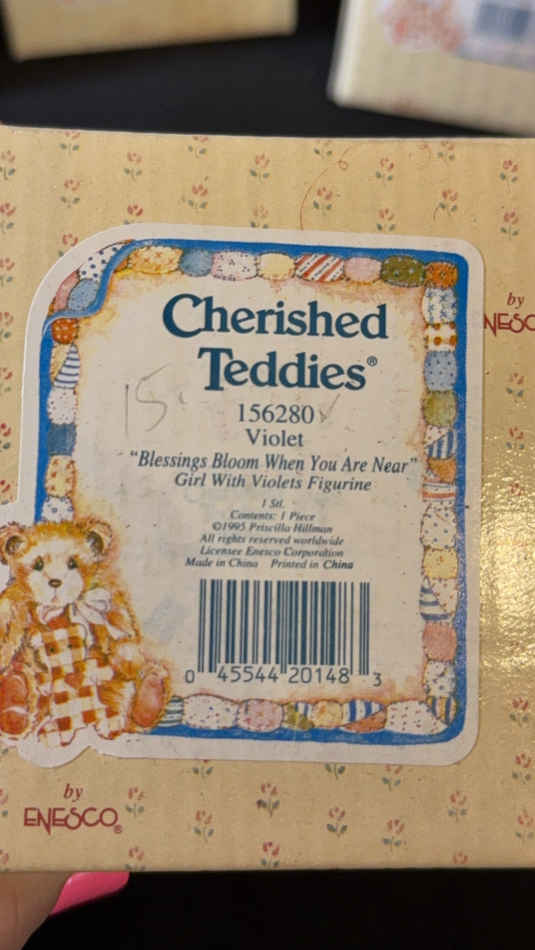 Cherished
Teddies®
15.
156280 ✓
Violet
"Blessings Bloom When You Are Near"
Girl With Violets Figurine
1 Stl.
Contents: 1 Piece
©1995 Priscilla Hillman
All rights reserved worldwide
Licensee Enesco Corporation
Made in China Printed in China
0 45544 20148 3
by
ENESCO®
by